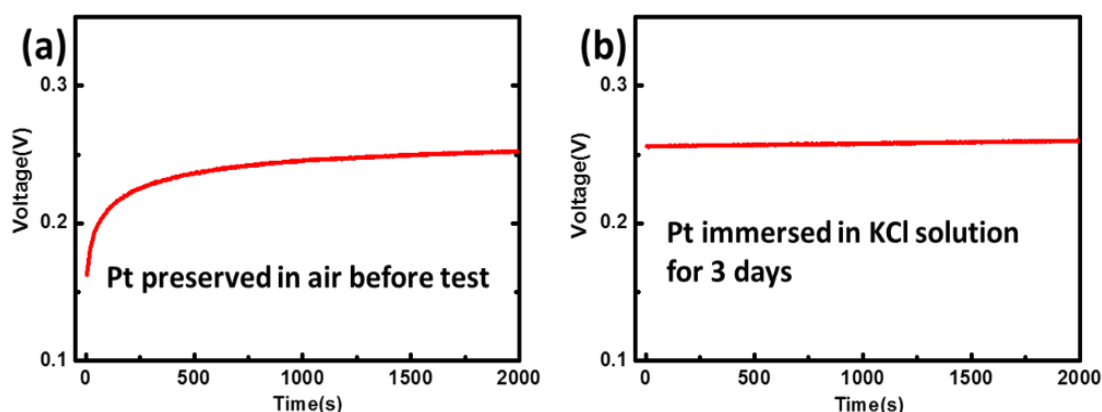 (a)
Voltage(V)
0.3
0.2
0.1
Pt preserved in air before test
0
500
1000
1500
2000
Time(s)
(b)
Voltage(V)
0.3
0.2
0.1
Pt immersed in KCl solution
for 3 days
0
500
1000
1500
2000
Time(s)